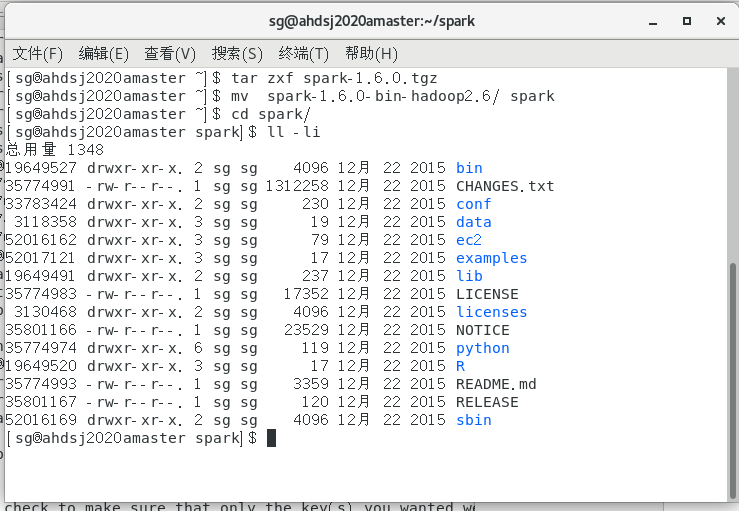 sg@ahdsj2020amaster:~/spark
文件(F) 编辑(E) 查看(V) 搜索(S) 终端(T) 帮助(H)
[sg@ahdsj2020amaster ~]$ tar zxf spark-1.6.0.tgz
[sg@ahdsj2020amaster ~]$ mv  spark-1.6.0-bin-hadoop2.6/ spark
[sg@ahdsj2020amaster ~]$ cd spark/
[sg@ahdsj2020amaster spark]$ ll -li
总用量 1348
19649527 drwxr-xr-x. 2 sg sg    4096 12月 22 2015 bin
35774991 -rw-r--r--. 1 sg sg 1312258 12月 22 2015 CHANGES.txt
33783424 drwxr-xr-x. 2 sg sg     230 12月 22 2015 conf
 3118358 drwxr-xr-x. 3 sg sg      19 12月 22 2015 data
52016162 drwxr-xr-x. 3 sg sg      79 12月 22 2015 ec2
52017121 drwxr-xr-x. 3 sg sg      17 12月 22 2015 examples
19649491 drwxr-xr-x. 2 sg sg     237 12月 22 2015 lib
35774983 -rw-r--r--. 1 sg sg   17352 12月 22 2015 LICENSE
 3130468 drwxr-xr-x. 2 sg sg    4096 12月 22 2015 licenses
35801166 -rw-r--r--. 1 sg sg   23529 12月 22 2015 NOTICE
35774974 drwxr-xr-x. 6 sg sg     119 12月 22 2015 python
19649520 drwxr-xr-x. 3 sg sg      17 12月 22 2015 R
35774993 -rw-r--r--. 1 sg sg    3359 12月 22 2015 README.md
35801167 -rw-r--r--. 1 sg sg     120 12月 22 2015 RELEASE
52016169 drwxr-xr-x. 2 sg sg    4096 12月 22 2015 sbin
[sg@ahdsj2020amaster spark]$
check to make sure that only the key(s) you wanted we